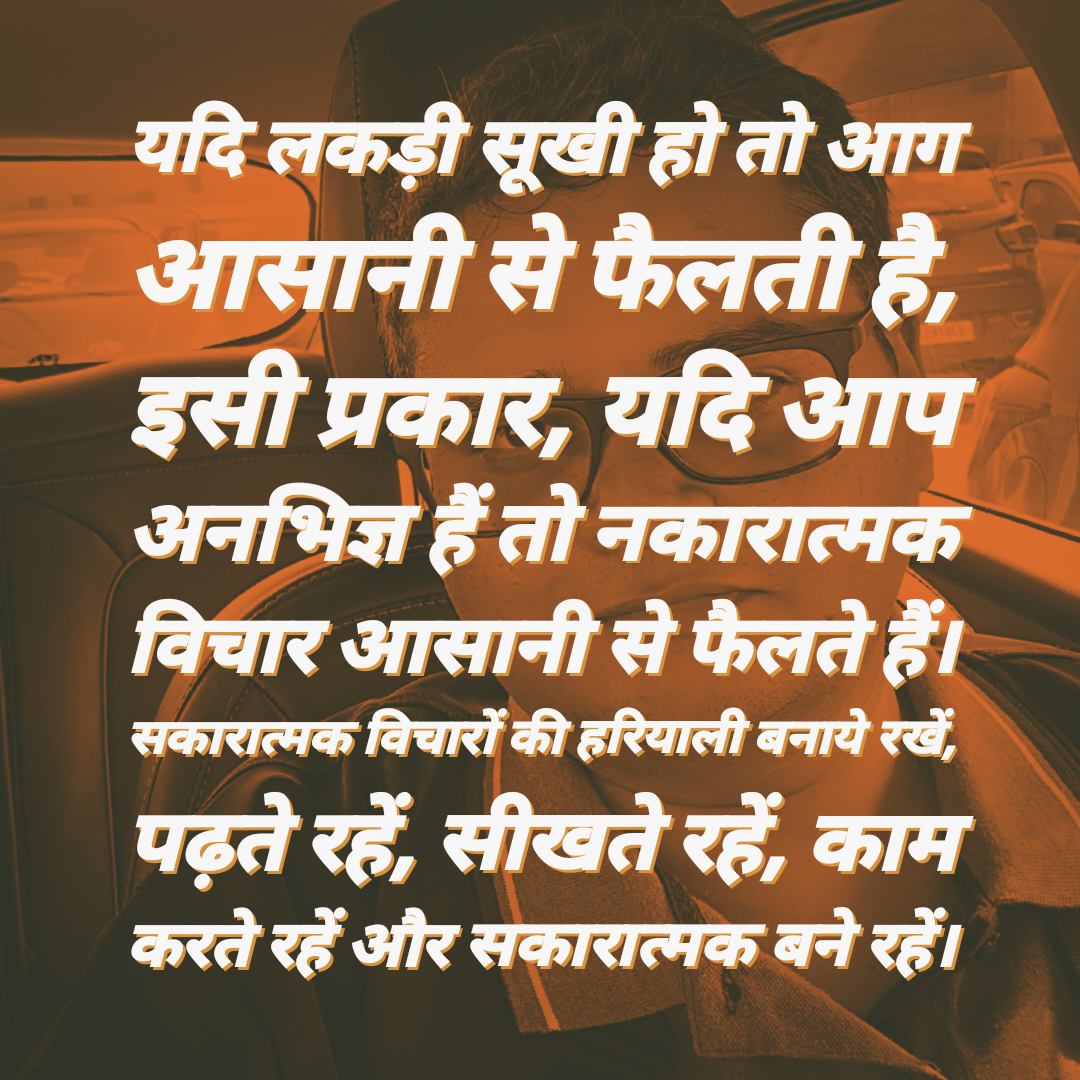 यदि लकड़ी सूखी हो तो आग
आसानी से फैलती है,
इसी प्रकार, यदि आप
अनभिज्ञ हैं तो नकारात्मक
विचार आसानी से फैलते हैं।
सकारात्मक विचारों की हरियाली बनाये रखें,
पढ़ते रहें, सीखते रहें, काम
करते रहें और सकारात्मक बने रहें।